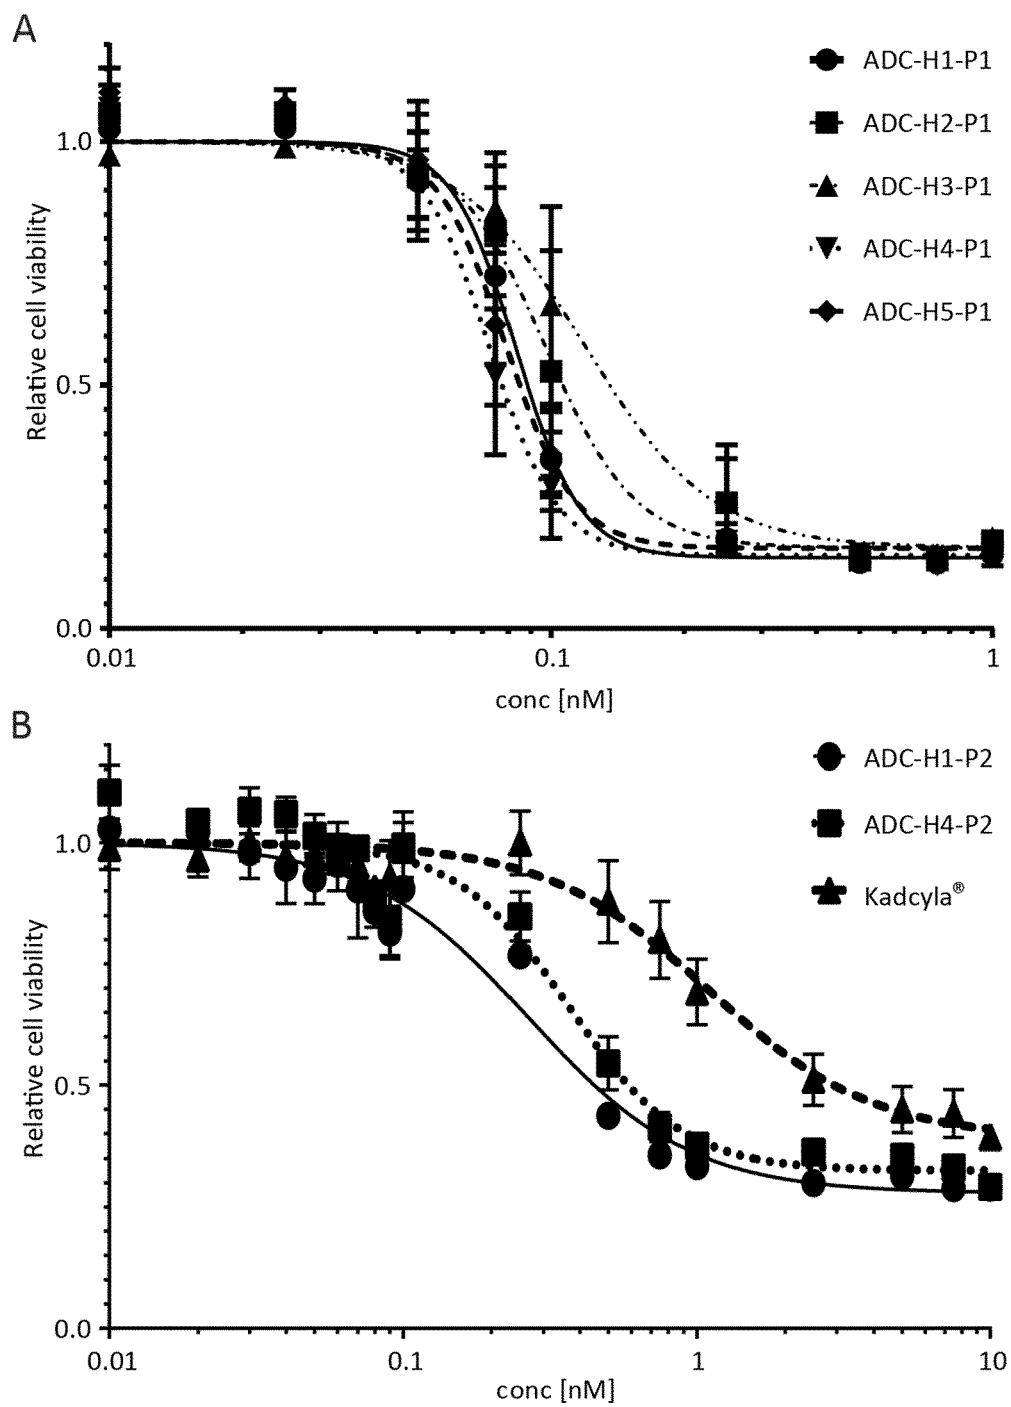 A
ADC-H1-P1
ADC-H2-P1
ADC-H3-P1
ADC-H4-P1
ADC-H5-P1
Relative cell viability
1.0
0.5
0.0
0.01 0.1 1
conc [nM]
B
ADC-H1-P2
ADC-H4-P2
Kadcyla®
Relative cell viability
1.0
0.5
0.0
0.01 0.1 1 10
conc [nM]